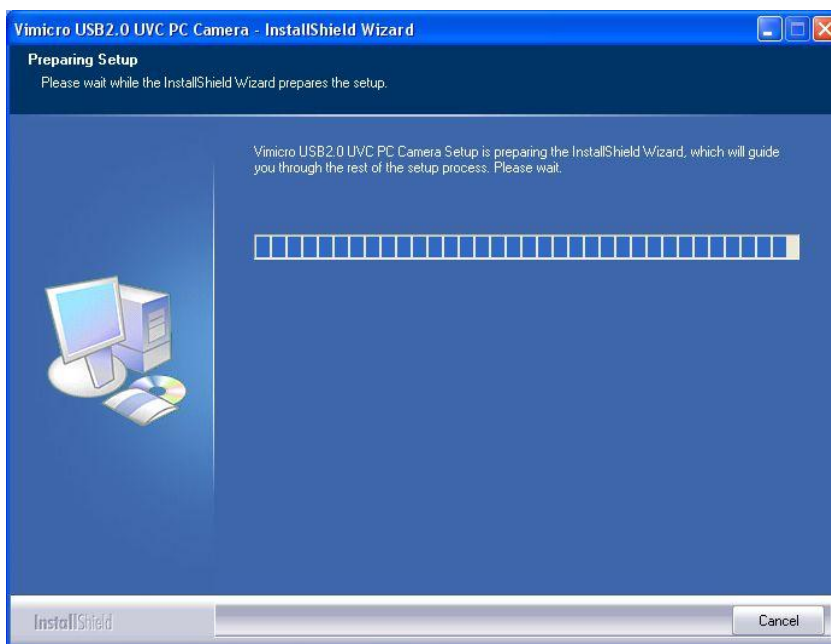 Vimicro USB2.0 UVC PC Camera - InstallShield Wizard
Preparing Setup
Please wait while the InstallShield Wizard prepares the setup.
Vimicro USB2.0 UVC PC Camera Setup is preparing the InstallShield Wizard, which will guide
you through the rest of the setup process. Please wait.
InstallShield
Cancel